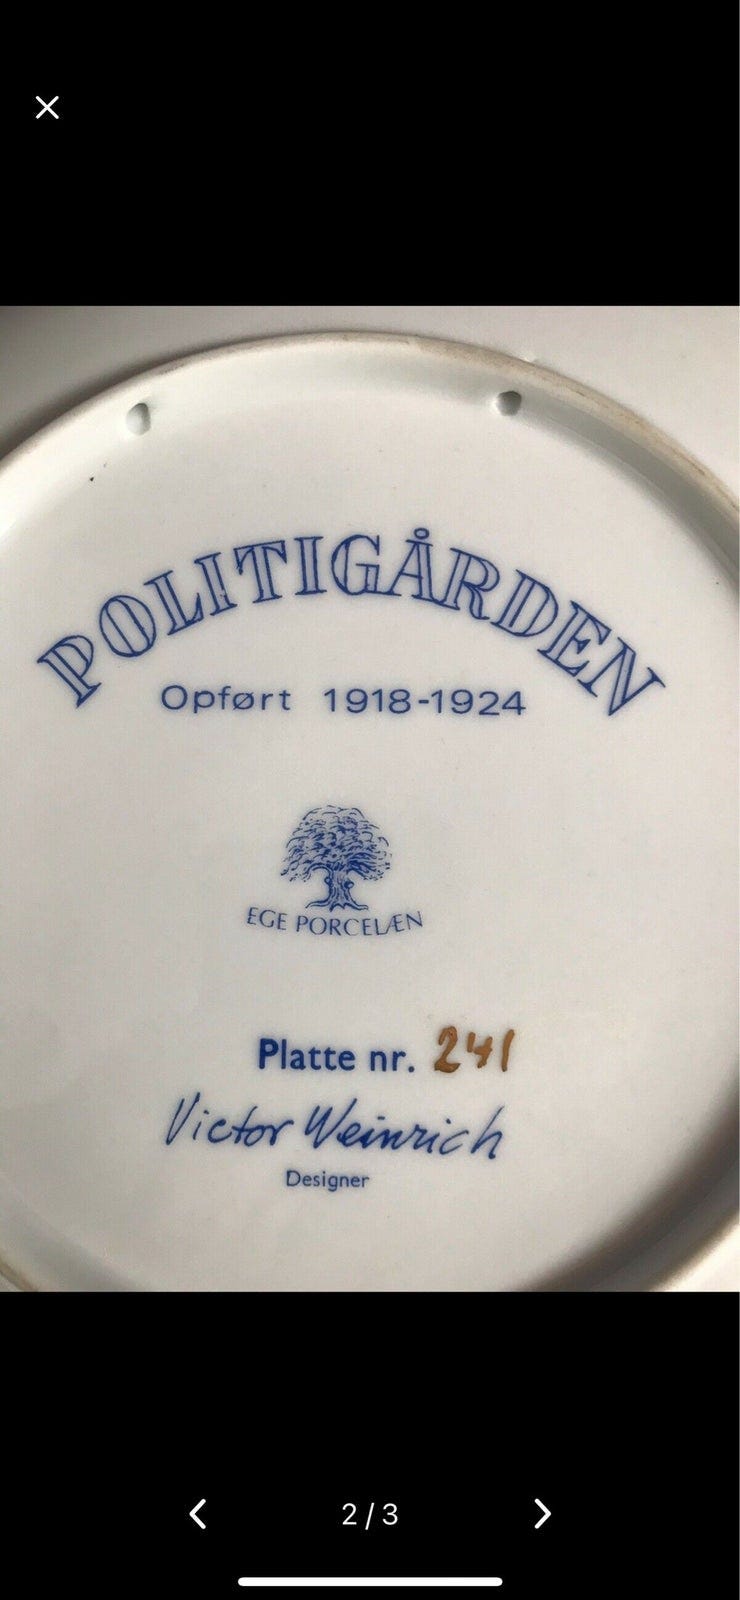 POLITIGÅRDEN
Opført 1918-1924
EGE PORCELÆN
Platte nr. 241
Victor Weinrich
Designer
2/3